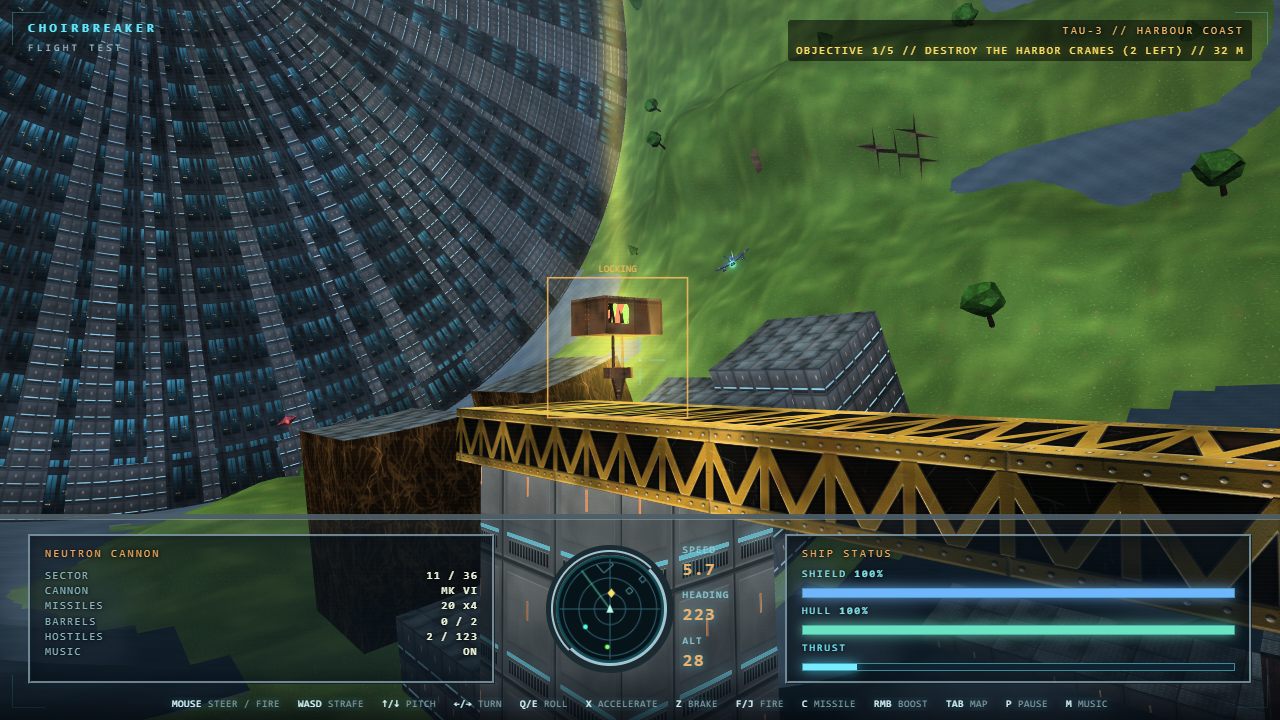 CHOIRBREAKER
FLIGHT TEST
TAU-3 // HARBOUR COAST
OBJECTIVE 1/5 // DESTROY THE HARBOR CRANES (2 LEFT) // 32 M
LOCKING
NEUTRON CANNON
SECTOR 11 / 36
CANNON MK VI
MISSILES 20 x4
BARRELS 0 / 2
HOSTILES 2 / 123
MUSIC ON
SPEED
5.7
HEADING
223
ALT
28
SHIP STATUS
SHIELD 100%
HULL 100%
THRUST
MOUSE STEER / FIRE WASD STRAFE ↑/↓ PITCH ←/→ TURN Q/E ROLL X ACCELERATE Z BRAKE F/J FIRE C MISSILE RMB BOOST TAB MAP P PAUSE M MUSIC